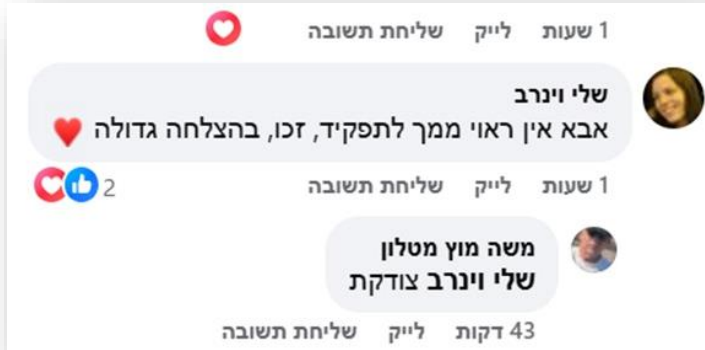 1 שעות לייק שליחת תשובה
שלי וינרב
אבא אין ראוי ממך לתפקיד, זכו, בהצלחה גדולה ❤️
1 שעות לייק שליחת תשובה 2
משה מוץ מטלון
שלי וינרב צודקת
43 דקות לייק שליחת תשובה